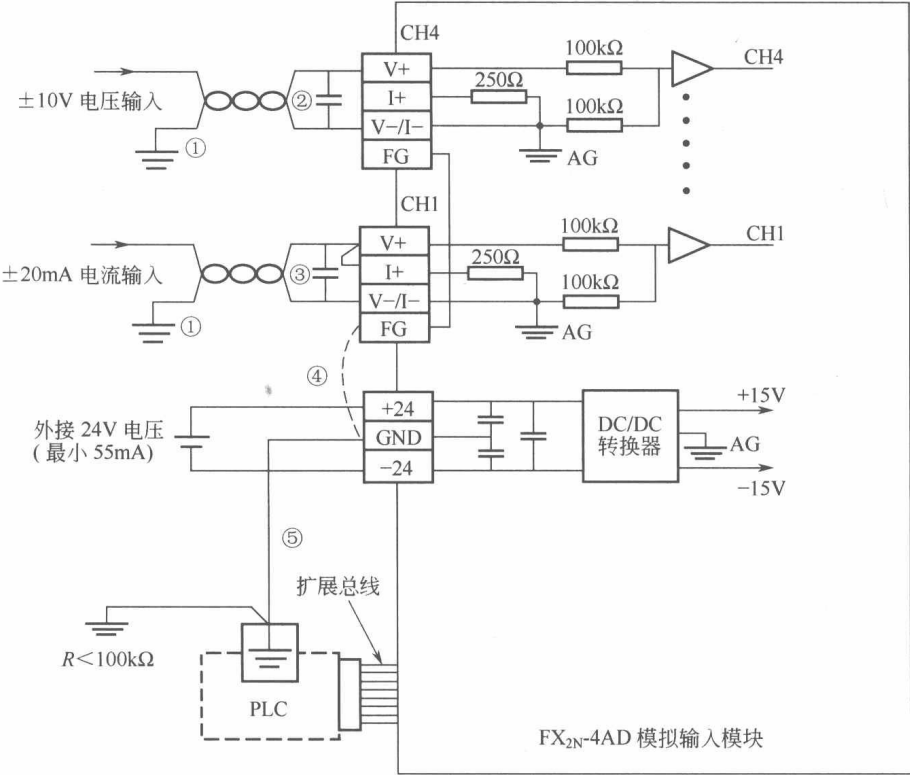 CH4
V+
I+
V−/I−
FG
100kΩ
250Ω
100kΩ
CH4
AG
±10V 电压输入
①
②
CH1
V+
I+
V−/I−
FG
100kΩ
250Ω
100kΩ
CH1
AG
±20mA 电流输入
①
③
④
+24
GND
−24
外接 24V 电压
(最小 55mA)
DC/DC
转换器
+15V
AG
−15V
⑤
扩展总线
R＜100kΩ
PLC
FX2N-4AD 模拟输入模块